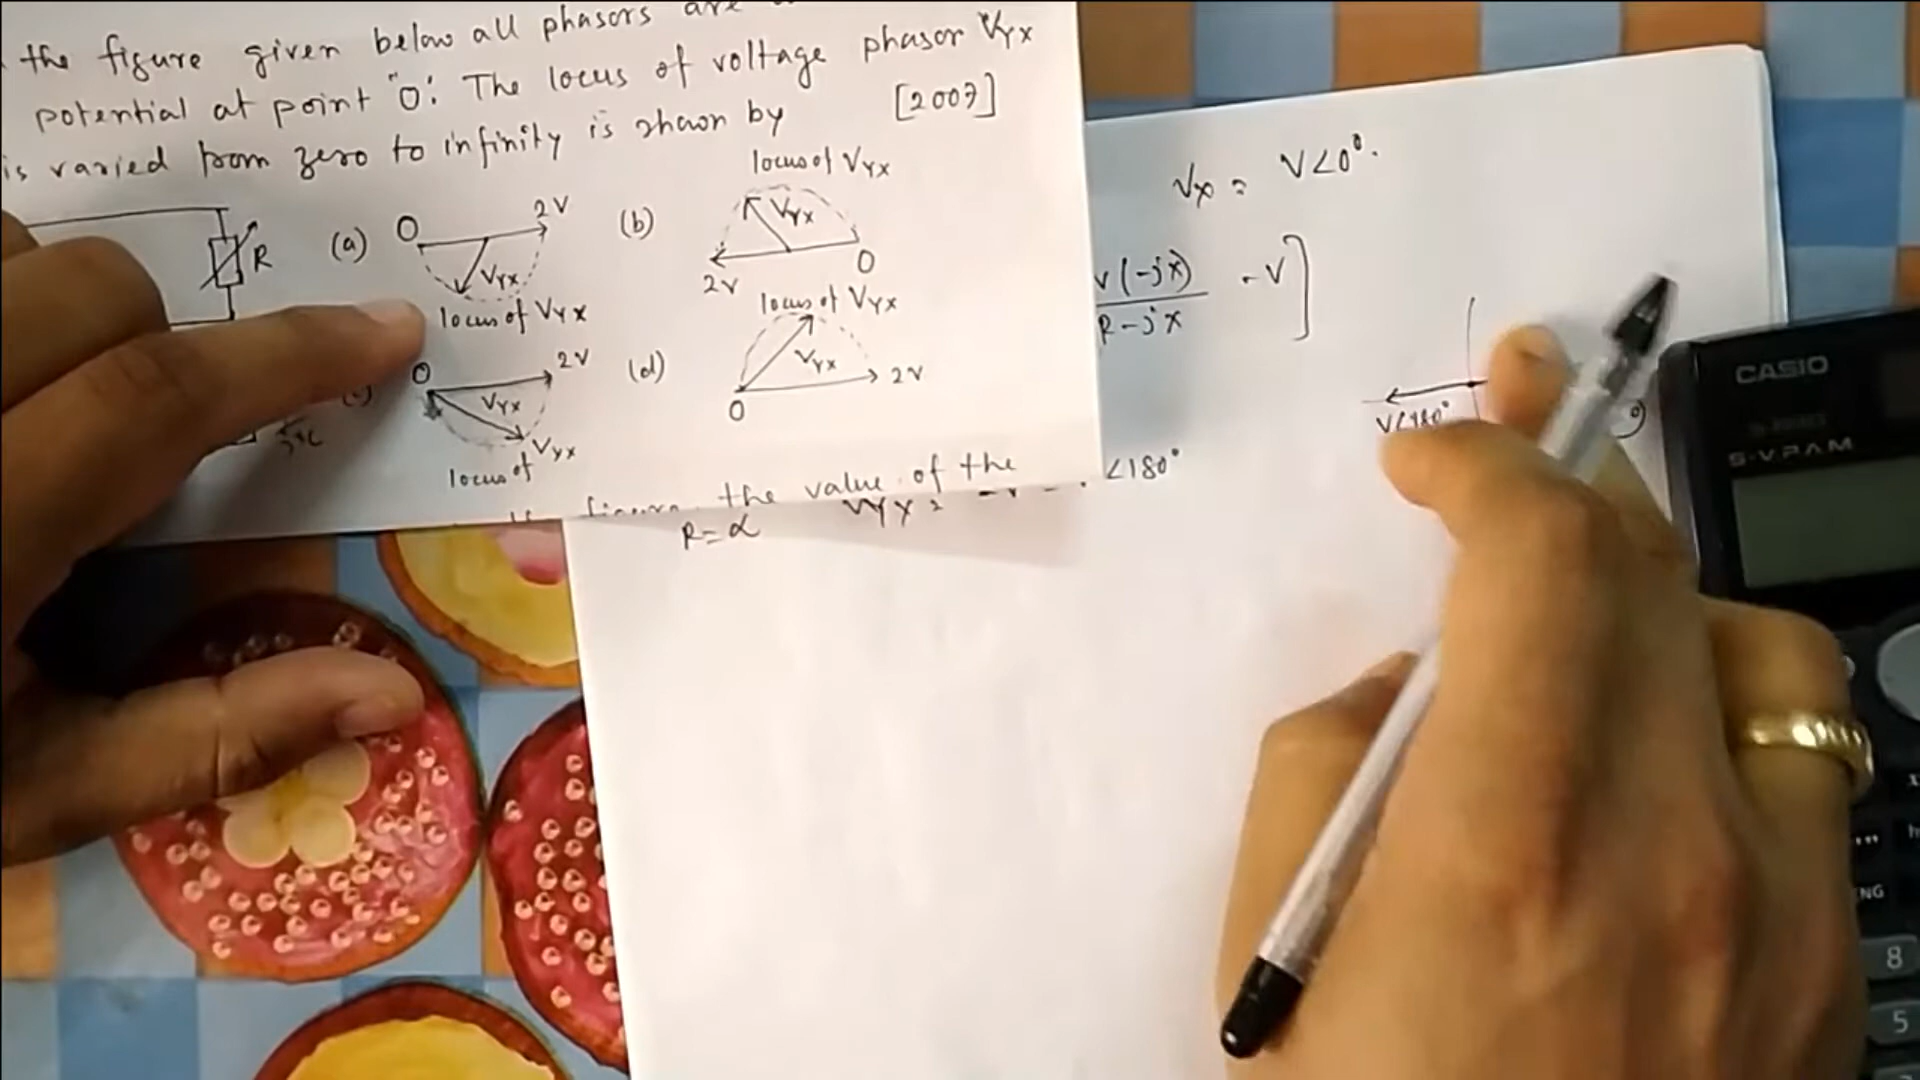 the figure given below all phasors are
potential at point "O". The locus of voltage phasor VYX
is varied from zero to infinity is shown by [2007]
R
(a) O 2V
VYX
locus of VYX
(b) locus of VYX
VYX
2V O
O 2V
VYX
locus of VYX
(d) locus of VYX
VYX
O 2V
the value of the
R=α VYX =
∠180°
Vx = V∠0°.
V(-jx) - V
R-jx
V∠180°
CASIO
S-V.P.A.M.
8
5